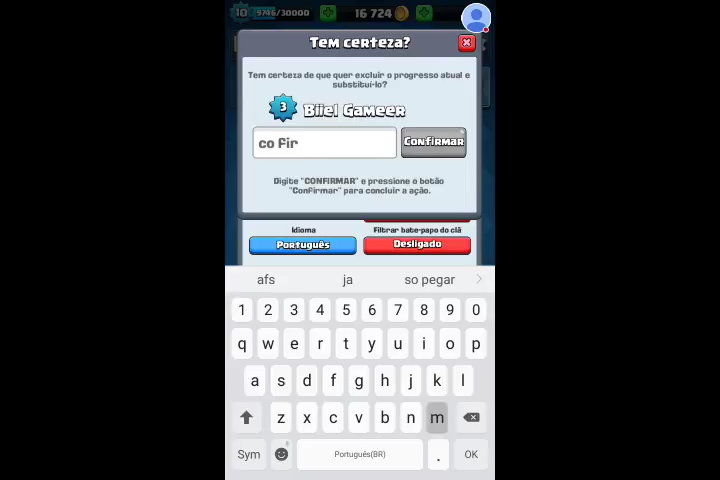 10 9746/30000 16 724
Tem certeza?
Tem certeza de que quer excluir o progresso atual e
substituí-lo?
3 Biiel Gameer
co fir Confirmar
Digite "CONFIRMAR" e pressione o botão
"Confirmar" para concluir a ação.
Idioma Filtrar bate-papo do clã
Português Desligado
afs ja so pegar
1 2 3 4 5 6 7 8 9 0
q w e r t y u i o p
a s d f g h j k l
z x c v b n m
Sym Português(BR) . OK